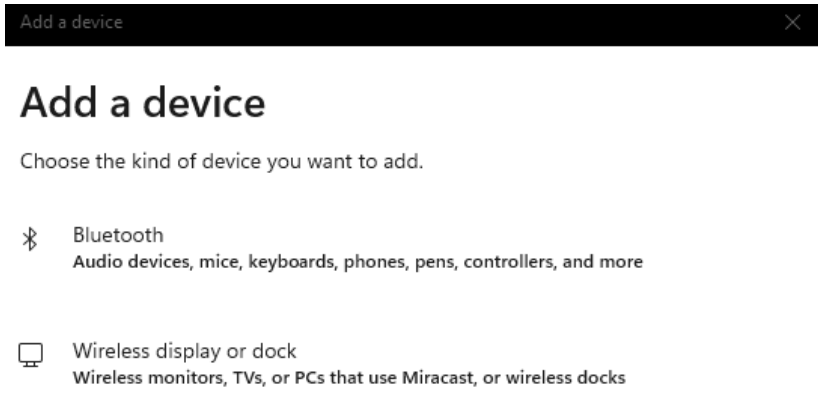 Add a device
Add a device
Choose the kind of device you want to add.
Bluetooth
Audio devices, mice, keyboards, phones, pens, controllers, and more
Wireless display or dock
Wireless monitors, TVs, or PCs that use Miracast, or wireless docks